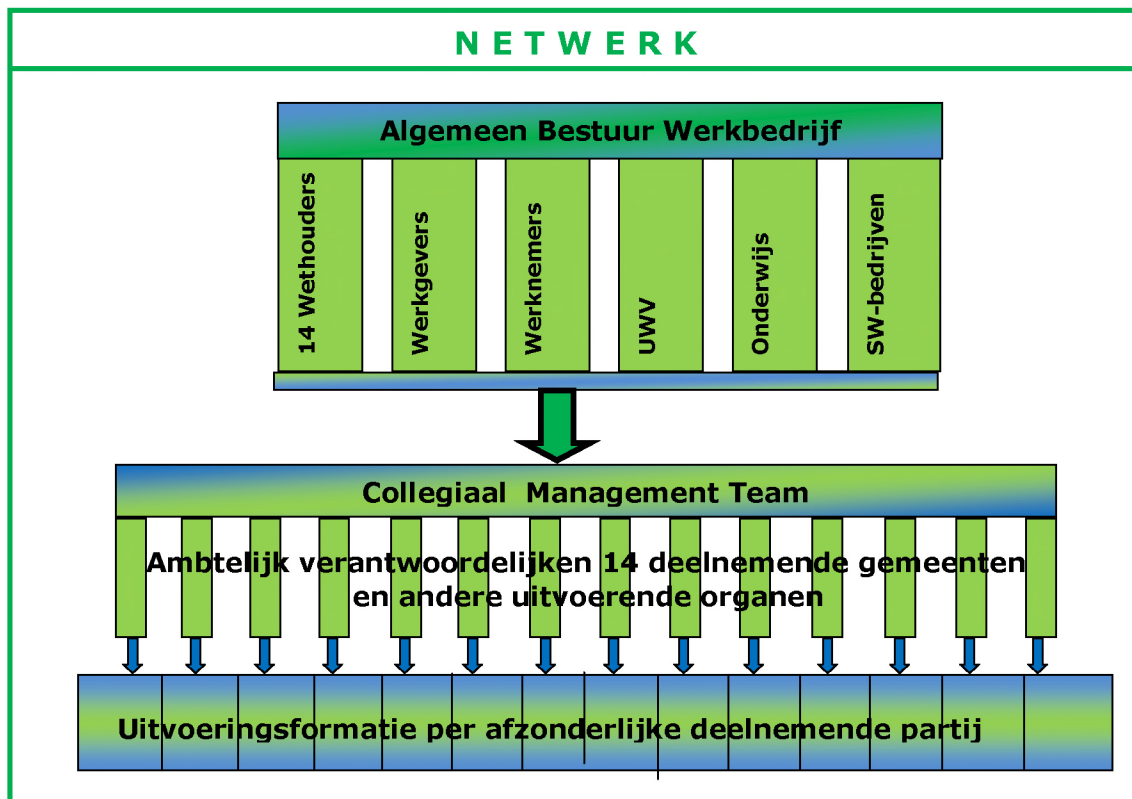 NETWERK
Algemeen Bestuur Werkbedrijf
14 Wethouders
Werkgevers
Werknemers
UWV
Onderwijs
SW-bedrijven
Collegiaal Management Team
Ambtelijk verantwoordelijken 14 deelnemende gemeenten
en andere uitvoerende organen
Uitvoeringsformatie per afzonderlijke deelnemende partij